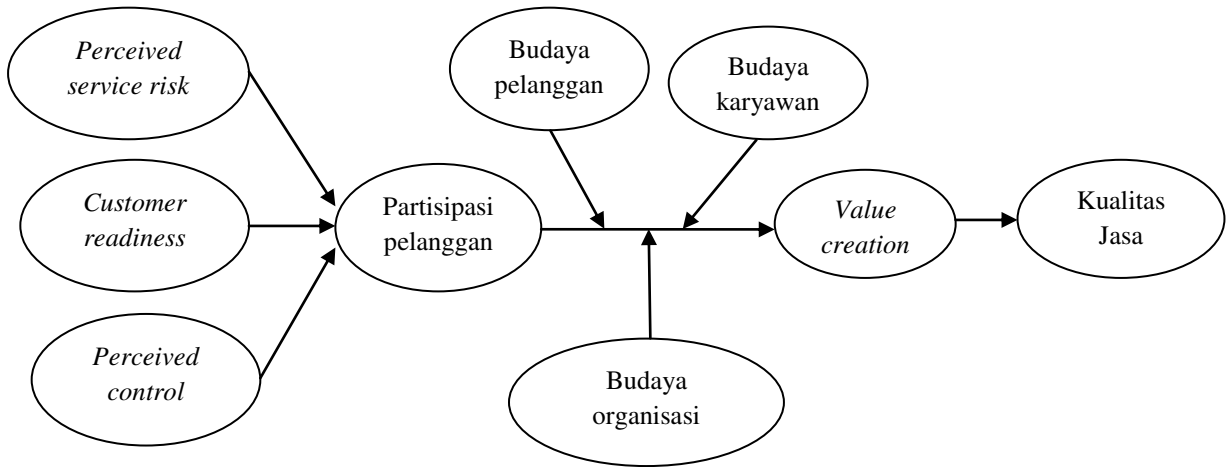 Perceived
service risk
Customer
readiness
Perceived
control
Partisipasi
pelanggan
Budaya
pelanggan
Budaya
karyawan
Budaya
organisasi
Value
creation
Kualitas
Jasa